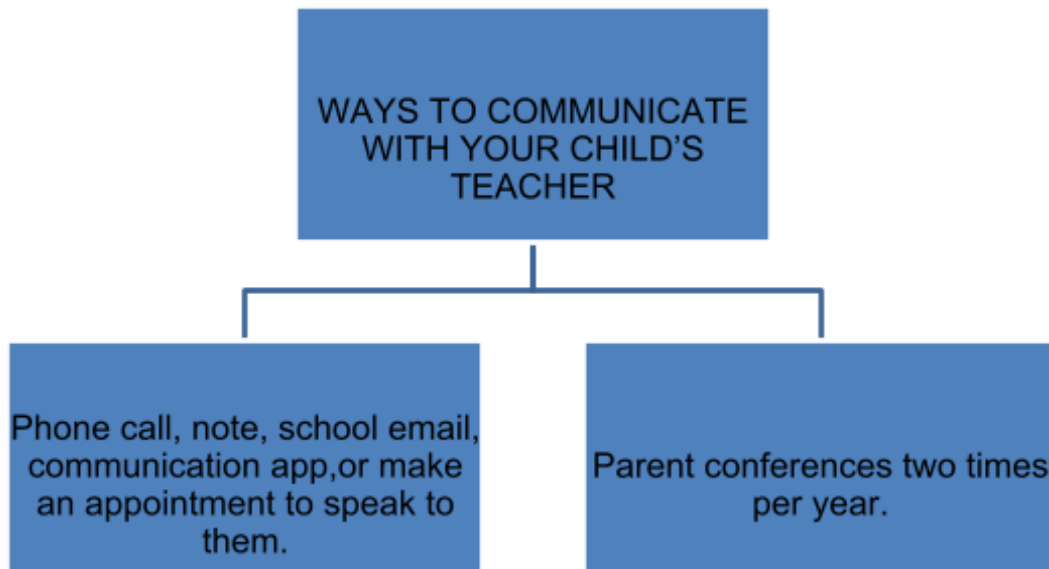 WAYS TO COMMUNICATE
WITH YOUR CHILD'S
TEACHER
Phone call, note, school email,
communication app,or make
an appointment to speak to
them.
Parent conferences two times
per year.